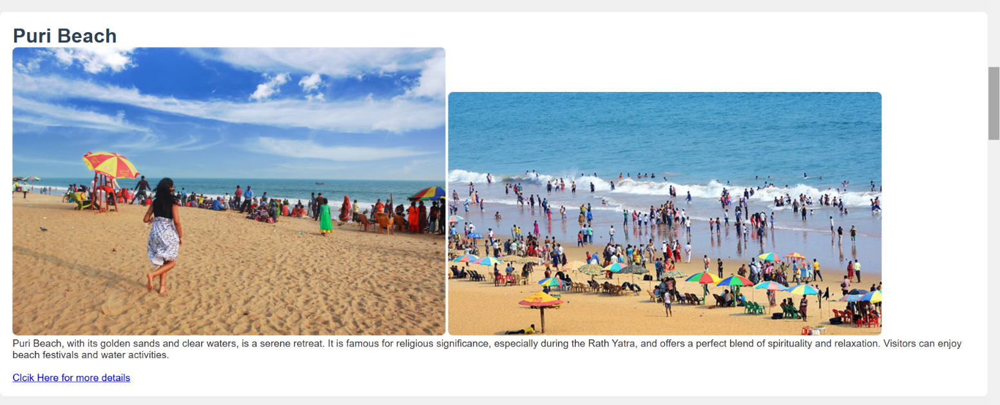 Puri Beach
Puri Beach, with its golden sands and clear waters, is a serene retreat. It is famous for religious significance, especially during the Rath Yatra, and offers a perfect blend of spirituality and relaxation. Visitors can enjoy
beach festivals and water activities.
Clcik Here for more details